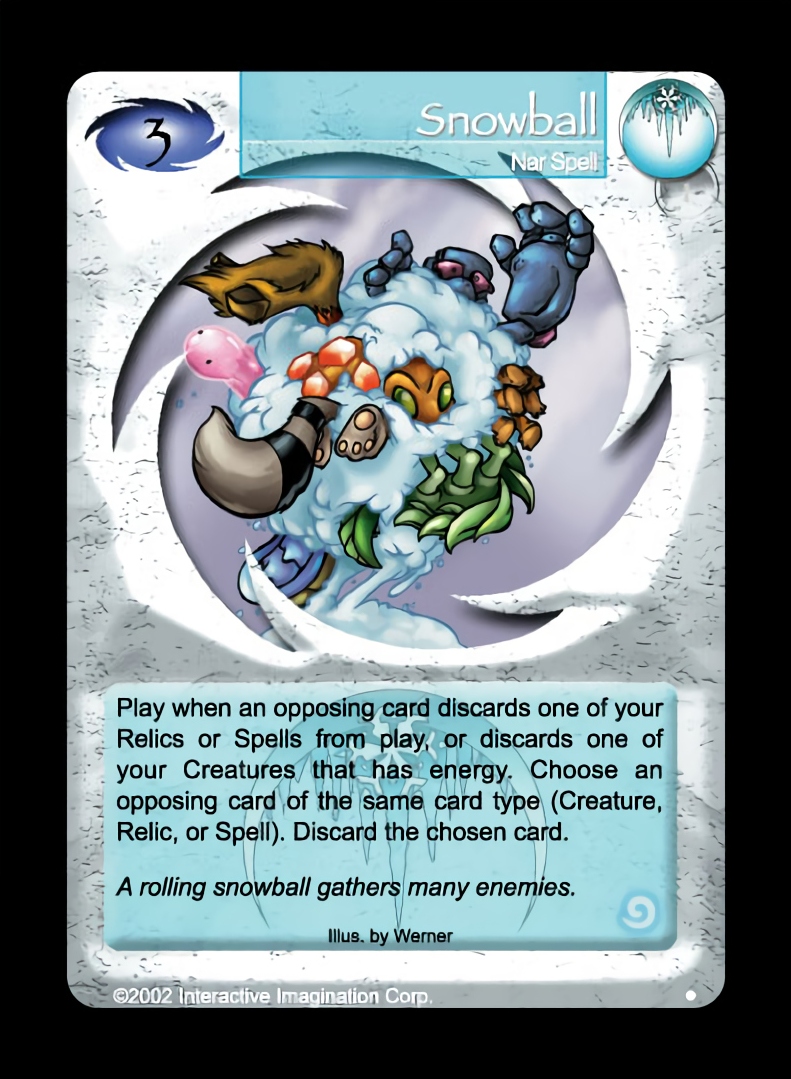 3
Snowball
Nar Spell
Play when an opposing card discards one of your
Relics or Spells from play, or discards one of
your Creatures that has energy. Choose an
opposing card of the same card type (Creature,
Relic, or Spell). Discard the chosen card.
A rolling snowball gathers many enemies.
Illus. by Werner
©2002 Interactive Imagination Corp.